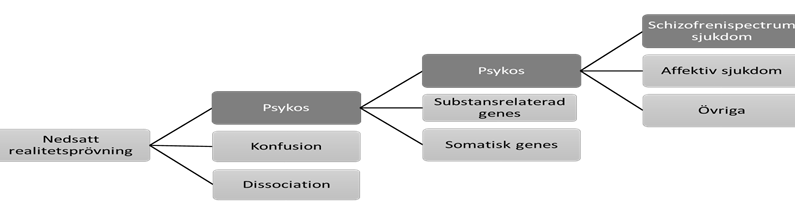 Nedsatt
realitetsprövning
Psykos
Konfusion
Dissociation
Psykos
Substansrelaterad
genes
Somatisk genes
Schizofrenispectrum
sjukdom
Affektiv sjukdom
Övriga